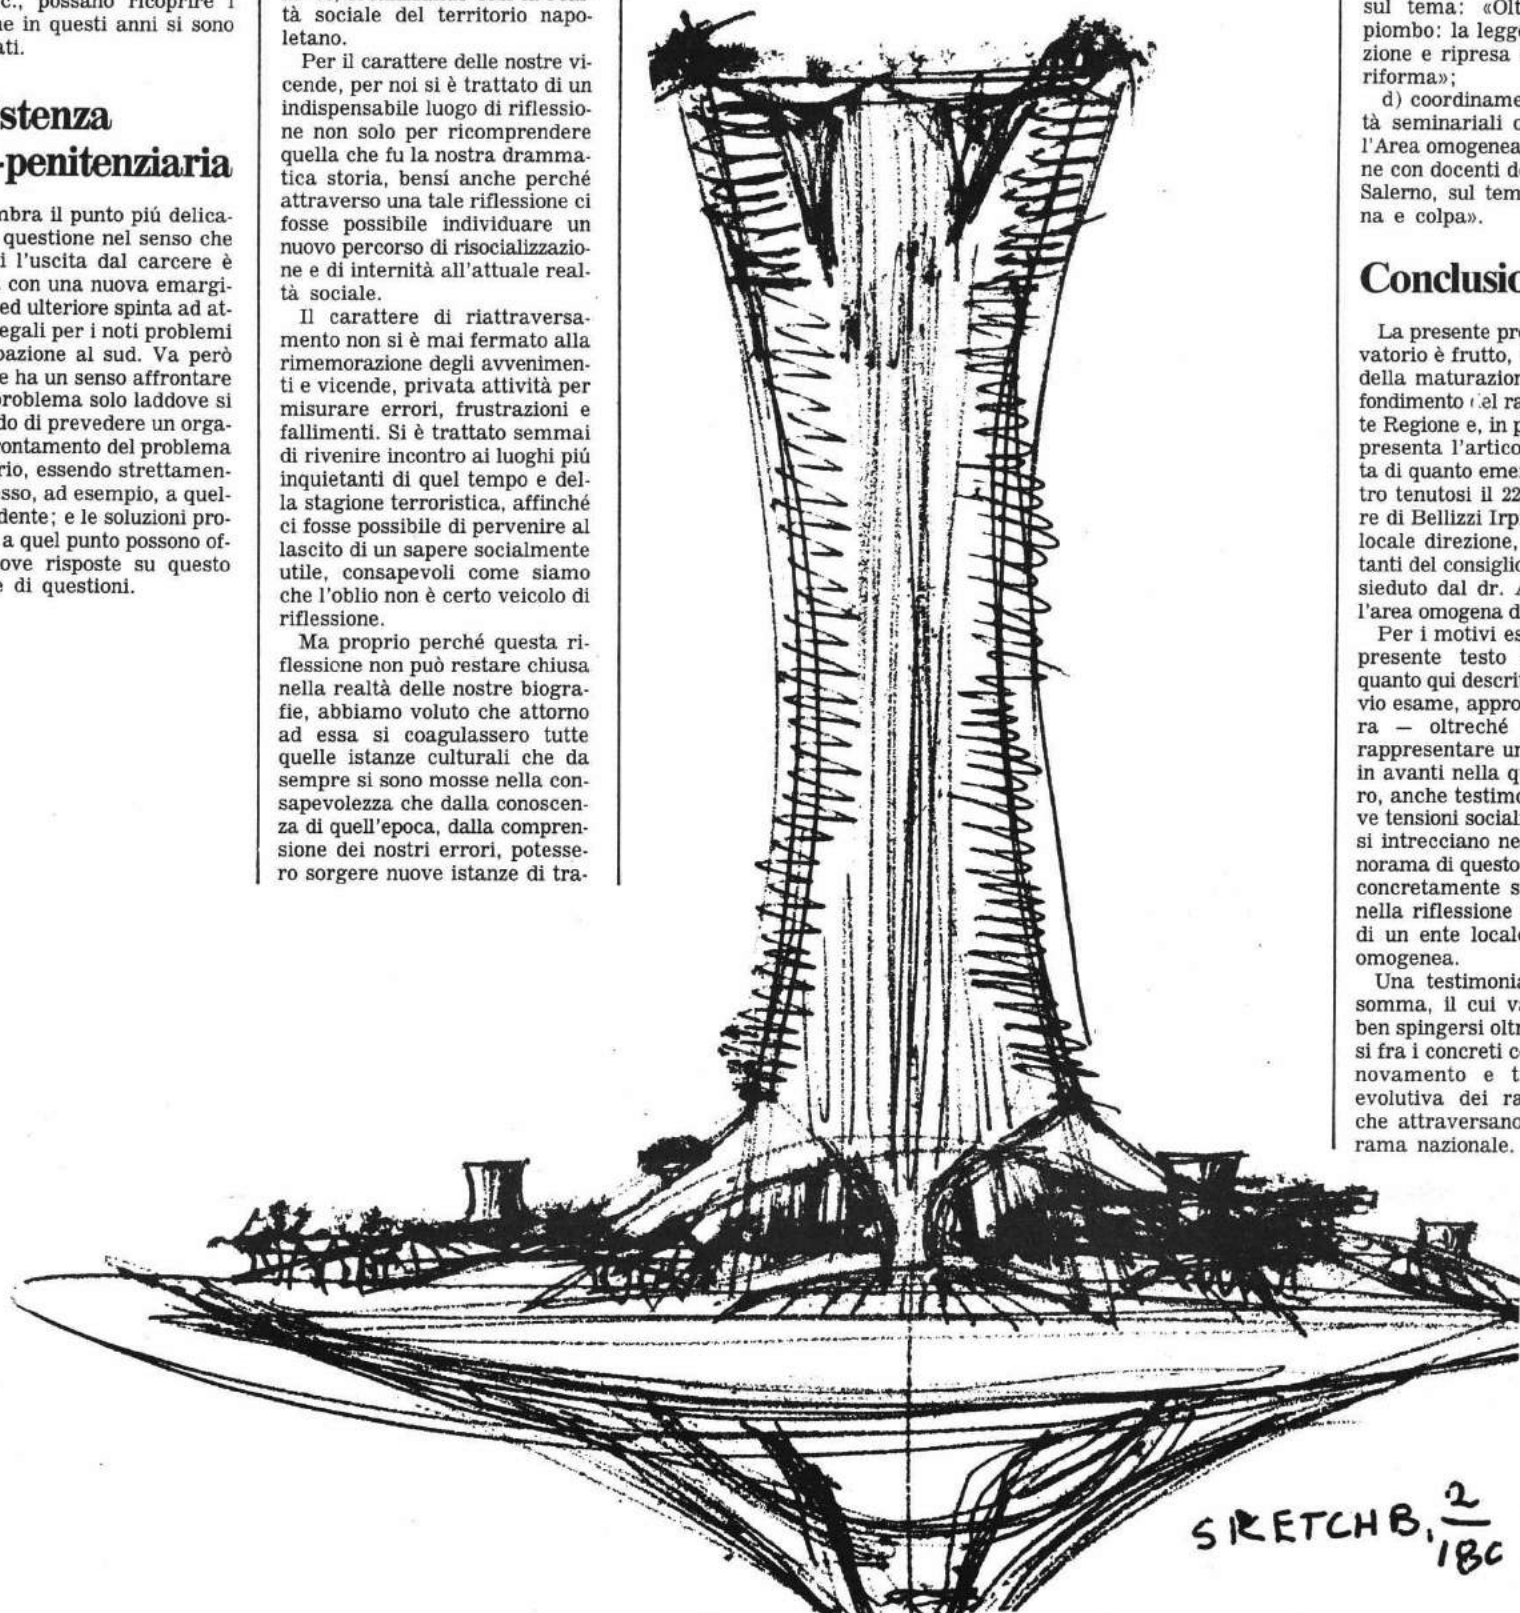 c., possano ricoprire i
ne in questi anni si sono
ati.
stenza
-penitenziaria
mbra il punto piú delica-
questione nel senso che
i l'uscita dal carcere è
con una nuova emargi-
ed ulteriore spinta ad at-
egali per i noti problemi
pazione al sud. Va però
e ha un senso affrontare
problema solo laddove si
do di prevedere un orga-
rontamento del problema
rio, essendo strettamen-
sso, ad esempio, a quel-
dente; e le soluzioni pro-
a quel punto possono of-
ove risposte su questo
e di questioni.
tà sociale del territorio napo-
letano.
Per il carattere delle nostre vi-
cende, per noi si è trattato di un
indispensabile luogo di riflessio-
ne non solo per ricomprendere
quella che fu la nostra dramma-
tica storia, bensí anche perché
attraverso una tale riflessione ci
fosse possibile individuare un
nuovo percorso di risocializzazio-
ne e di internità all'attuale real-
tà sociale.
Il carattere di riattraversa-
mento non si è mai fermato alla
rimemorazione degli avvenimen-
ti e vicende, privata attività per
misurare errori, frustrazioni e
fallimenti. Si è trattato semmai
di rivenire incontro ai luoghi piú
inquietanti di quel tempo e del-
la stagione terroristica, affinché
ci fosse possibile di pervenire al
lascito di un sapere socialmente
utile, consapevoli come siamo
che l'oblio non è certo veicolo di
riflessione.
Ma proprio perché questa ri-
flessione non può restare chiusa
nella realtà delle nostre biogra-
fie, abbiamo voluto che attorno
ad essa si coagulassero tutte
quelle istanze culturali che da
sempre si sono mosse nella con-
sapevolezza che dalla conoscen-
za di quell'epoca, dalla compren-
sione dei nostri errori, potesse-
ro sorgere nuove istanze di tra-
sul tema: «Olt
piombo: la legg
zione e ripresa
riforma»;
d) coordiname
tà seminariali
l'Area omogenea
ne con docenti d
Salerno, sul tem
na e colpa».
Conclusio
La presente pr
vatorio è frutto,
della maturazion
fondimento del ra
te Regione e, in p
presenta l'artico
ta di quanto eme
tro tenutosi il 22
re di Bellizzi Irp
locale direzione,
tanti del consiglio
sieduto dal dr. A
l'area omogena d
Per i motivi es
presente testo
quanto qui descri
vio esame, appro
ra — oltreché
rappresentare un
in avanti nella q
ro, anche testimo
ve tensioni social
si intrecciano ne
norama di questo
concretamente s
nella riflessione
di un ente local
omogenea.
Una testimonia
somma, il cui va
ben spingersi oltr
si fra i concreti c
novamento e t
evolutiva dei ra
che attraversano
rama nazionale.
SKETCH B. 2/180